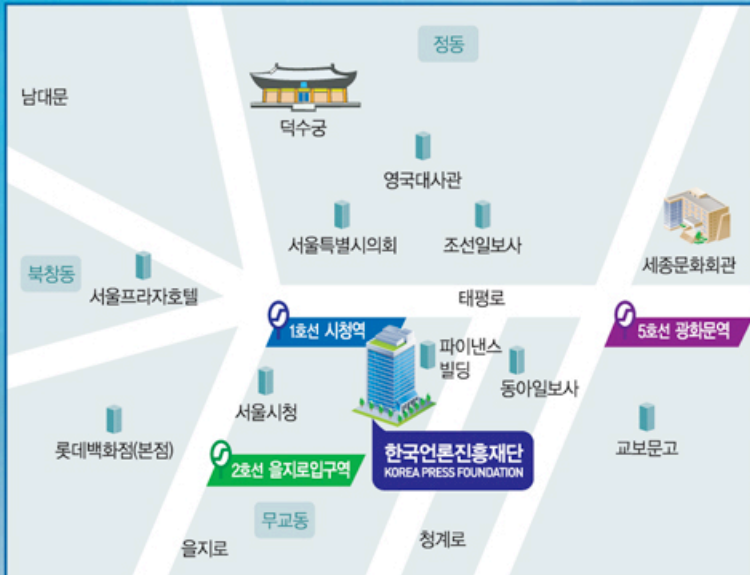 정동
남대문
덕수궁
영국대사관
서울특별시의회
조선일보사
세종문화회관
북창동
서울프라자호텔
태평로
1호선 시청역
5호선 광화문역
파이낸스
빌딩
동아일보사
서울시청
롯데백화점(본점)
한국언론진흥재단
KOREA PRESS FOUNDATION
교보문고
2호선 을지로입구역
무교동
을지로
청계로